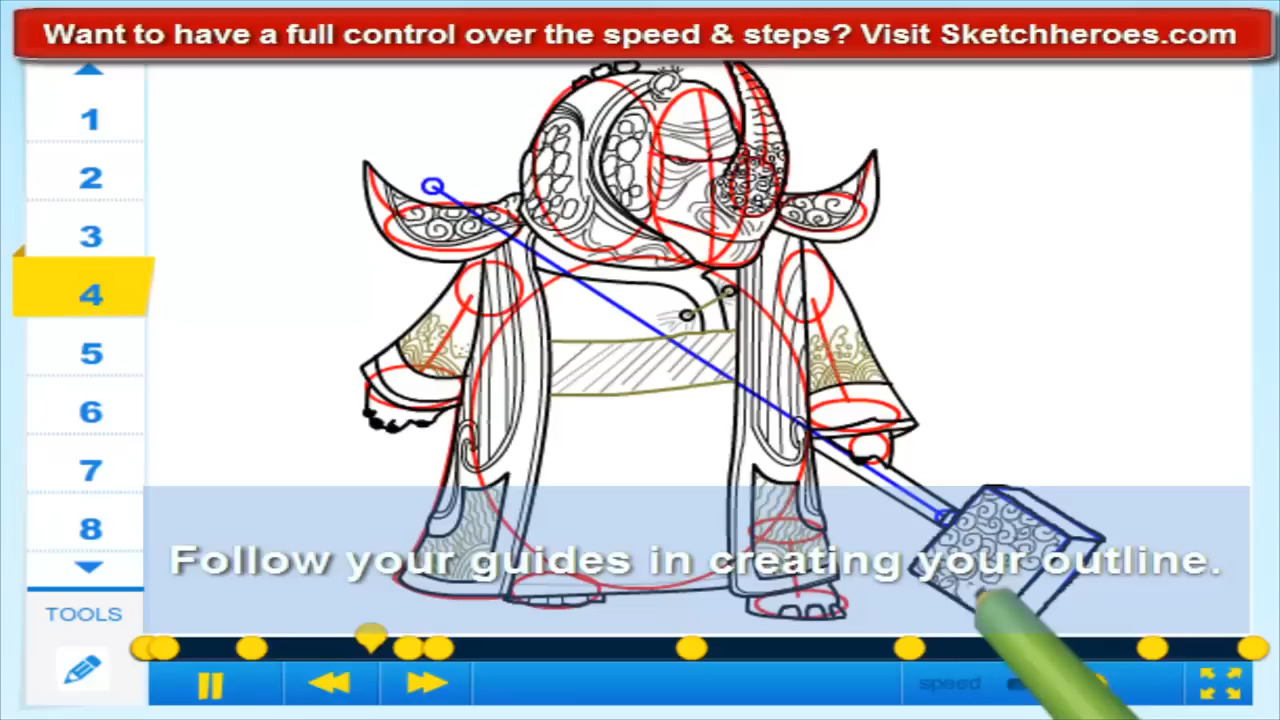 Want to have a full control over the speed & steps? Visit Sketchheroes.com
1
2
3
4
5
6
7
8
Follow your guides in creating your outline.
TOOLS
speed